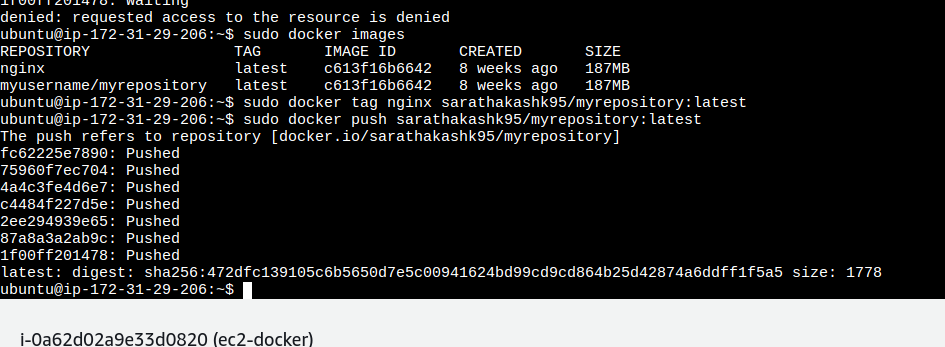 1f00ff201478: Waiting
denied: requested access to the resource is denied
ubuntu@ip-172-31-29-206:~$ sudo docker images
REPOSITORY TAG IMAGE ID CREATED SIZE
nginx latest c613f16b6642 8 weeks ago 187MB
myusername/myrepository latest c613f16b6642 8 weeks ago 187MB
ubuntu@ip-172-31-29-206:~$ sudo docker tag nginx sarathakashk95/myrepository:latest
ubuntu@ip-172-31-29-206:~$ sudo docker push sarathakashk95/myrepository:latest
The push refers to repository [docker.io/sarathakashk95/myrepository]
fc62225e7890: Pushed
75960f7ec704: Pushed
4a4c3fe4d6e7: Pushed
c4484f227d5e: Pushed
2ee294939e65: Pushed
87a8a3a2ab9c: Pushed
1f00ff201478: Pushed
latest: digest: sha256:472dfc139105c6b5650d7e5c00941624bd99cd9cd864b25d42874a6ddff1f5a5 size: 1778
ubuntu@ip-172-31-29-206:~$
i-0a62d02a9e33d0820 (ec2-docker)